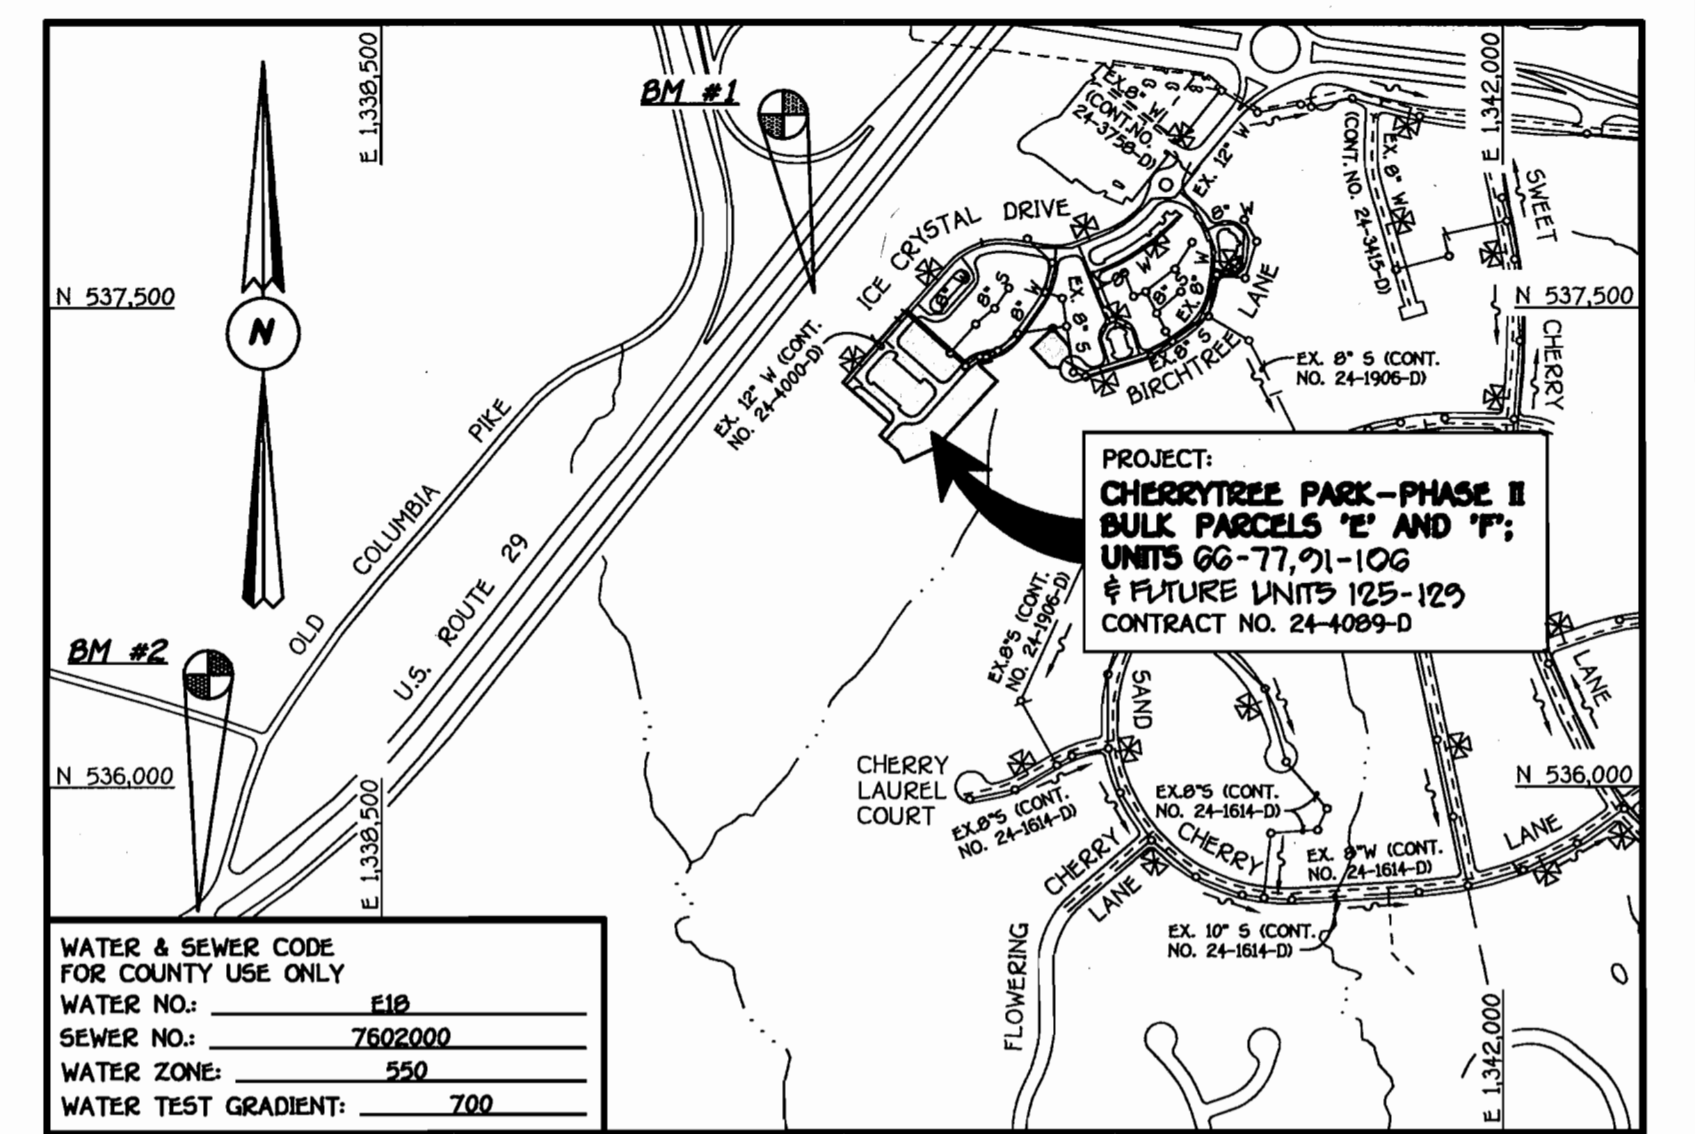 E 1,338,500
BM #1
EX. 8" W
(CONT. NO.
24-3758-D)
EX. 12" W
(CONT. NO. 24-3415-D)
EX. 8" W
E 1,342,000
SWEET
CHERRY
LANE
N 537,500
N
N 537,500
ICE CRYSTAL DRIVE
8" W
8" W
8" S
8" W
8" W
EX. 8" S
8" S
EX. 8" W
EX. 8" S
BIRCHTREE LANE
EX. 12" W (CONT.
NO. 24-4000-D)
EX. 8" S (CONT.
NO. 24-1906-D)
OLD COLUMBIA PIKE
U.S. ROUTE 29
PROJECT:
CHERRYTREE PARK-PHASE II
BULK PARCELS 'E' AND 'F';
UNITS 66-77,91-106
& FUTURE UNITS 125-129
CONTRACT NO. 24-4089-D
EX.8"S (CONT.
NO. 24-1906-D)
BM #2
SAND
CHERRY
LANE
N 536,000
N 536,000
E 1,338,500
CHERRY
LAUREL
COURT
EX.8"S (CONT.
NO. 24-1614-D)
EX.8"S (CONT.
NO. 24-1614-D)
EX. 8"W (CONT.
NO. 24-1614-D)
EX. 10" S (CONT.
NO. 24-1614-D)
FLOWERING CHERRY
LANE
LANE
E 1,342,000
WATER & SEWER CODE
FOR COUNTY USE ONLY
WATER NO.: E18
SEWER NO.: 7602000
WATER ZONE: 550
WATER TEST GRADIENT: 700